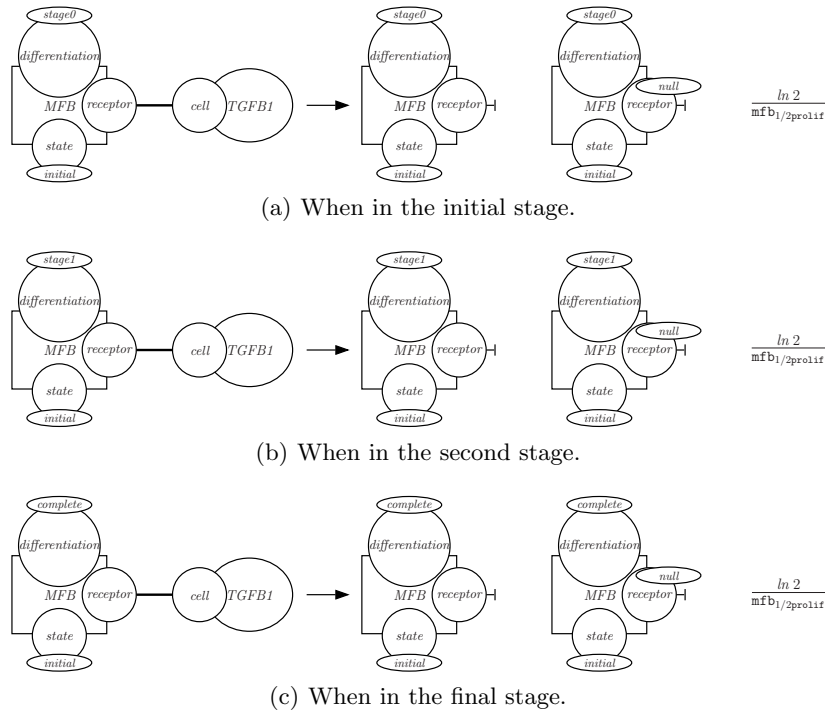 stage0 stage0 stage0
differentiation differentiation differentiation
null
MFB receptor cell TGFB1 MFB receptor MFB receptor
ln 2
mfb1/2prolif
state state state
initial initial initial
(a) When in the initial stage.
stage1 stage1 stage1
differentiation differentiation differentiation
null
MFB receptor cell TGFB1 MFB receptor MFB receptor
ln 2
mfb1/2prolif
state state state
initial initial initial
(b) When in the second stage.
complete complete complete
differentiation differentiation differentiation
null
MFB receptor cell TGFB1 MFB receptor MFB receptor
ln 2
mfb1/2prolif
state state state
initial initial initial
(c) When in the final stage.